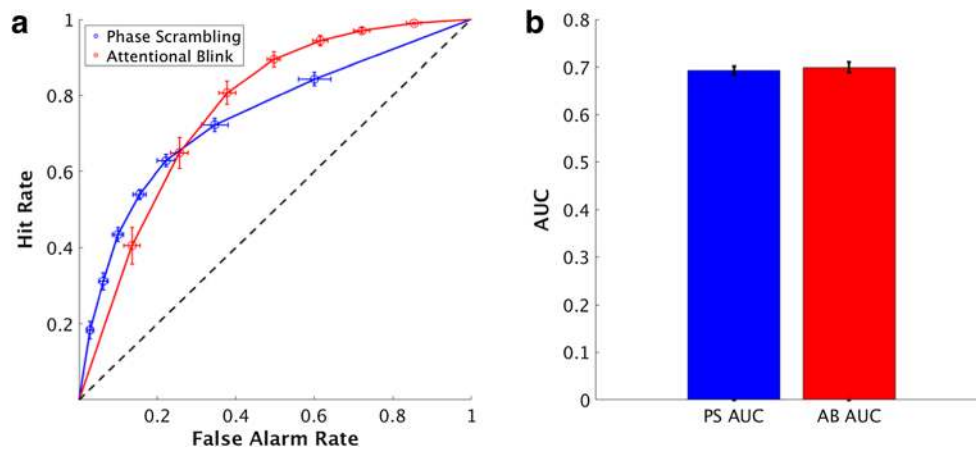 a
Phase Scrambling
Attentional Blink
Hit Rate
1
0.8
0.6
0.4
0.2
0.2
0.4
0.6
0.8
1
False Alarm Rate
b
AUC
0.8
0.7
0.6
0.5
0.4
0.3
0.2
0.1
0
PS AUC
AB AUC